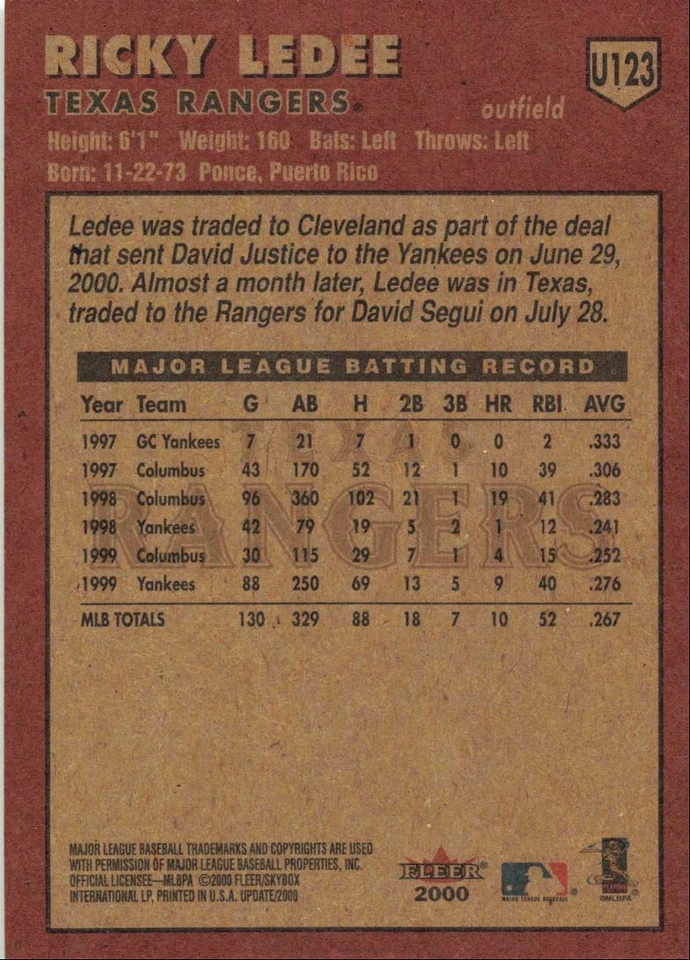 RICKY LEDEE
U123
TEXAS RANGERS®
outfield
Height: 6'1" Weight: 160 Bats: Left Throws: Left
Born: 11-22-73 Ponce, Puerto Rico
Ledee was traded to Cleveland as part of the deal
that sent David Justice to the Yankees on June 29,
2000. Almost a month later, Ledee was in Texas,
traded to the Rangers for David Segui on July 28.
MAJOR LEAGUE BATTING RECORD
Year Team G AB H 2B 3B HR RBI AVG
1997 GC Yankees 7 21 7 1 0 0 2 .333
1997 Columbus 43 170 52 12 1 10 39 .306
1998 Columbus 96 360 102 21 1 19 41 .283
1998 Yankees 42 79 19 5 2 1 12 .241
1999 Columbus 30 115 29 7 1 4 15 .252
1999 Yankees 88 250 69 13 5 9 40 .276
MLB TOTALS 130 329 88 18 7 10 52 .267
TEXAS
RANGERS™
MAJOR LEAGUE BASEBALL TRADEMARKS AND COPYRIGHTS ARE USED
WITH PERMISSION OF MAJOR LEAGUE BASEBALL PROPERTIES, INC.
OFFICIAL LICENSEE—MLBPA ©2000 FLEER/SKYBOX
INTERNATIONAL LP, PRINTED IN U.S.A. UPDATE/2000
FLEER®
2000
MAJOR LEAGUE BASEBALL®
©MLBPA